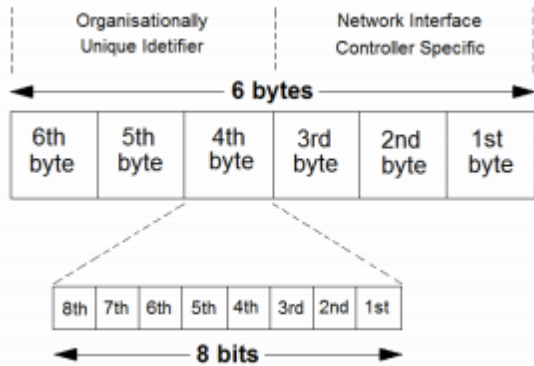 Organisationally
Unique Idetifier
Network Interface
Controller Specific
6 bytes
6th byte
5th byte
4th byte
3rd byte
2nd byte
1st byte
8th 7th 6th 5th 4th 3rd 2nd 1st
8 bits